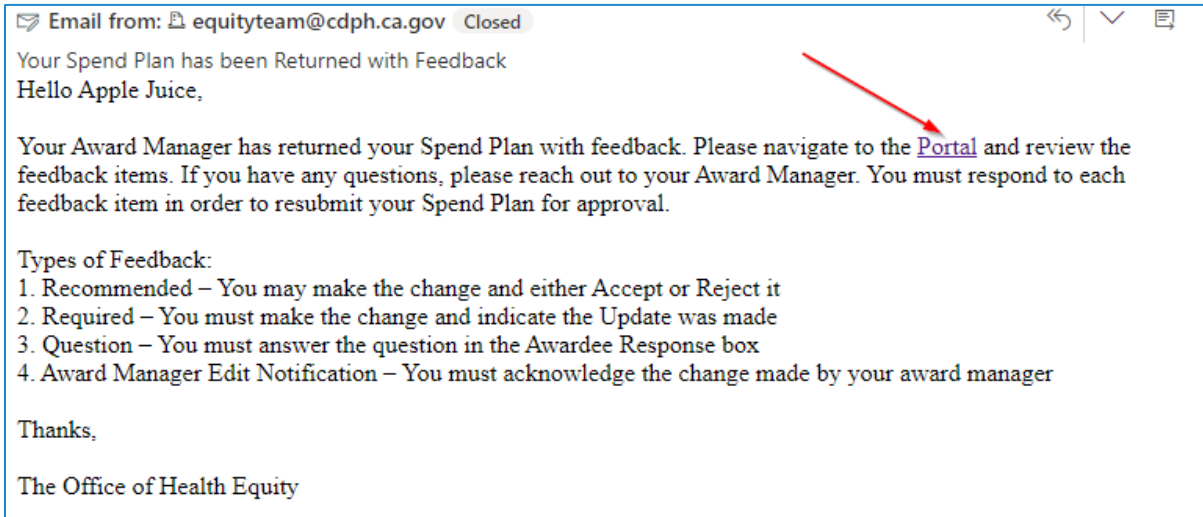 Email from: equityteam@cdph.ca.gov Closed
Your Spend Plan has been Returned with Feedback
Hello Apple Juice,
Your Award Manager has returned your Spend Plan with feedback. Please navigate to the Portal and review the
feedback items. If you have any questions, please reach out to your Award Manager. You must respond to each
feedback item in order to resubmit your Spend Plan for approval.
Types of Feedback:
1. Recommended – You may make the change and either Accept or Reject it
2. Required – You must make the change and indicate the Update was made
3. Question – You must answer the question in the Awardee Response box
4. Award Manager Edit Notification – You must acknowledge the change made by your award manager
Thanks,
The Office of Health Equity